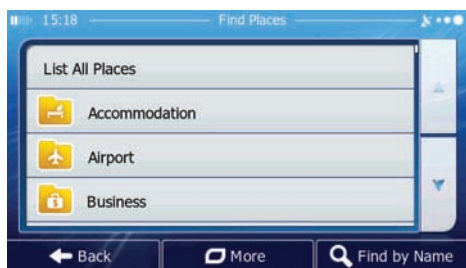 15:18 Find Places
List All Places
Accommodation
Airport
Business
Back More Find by Name